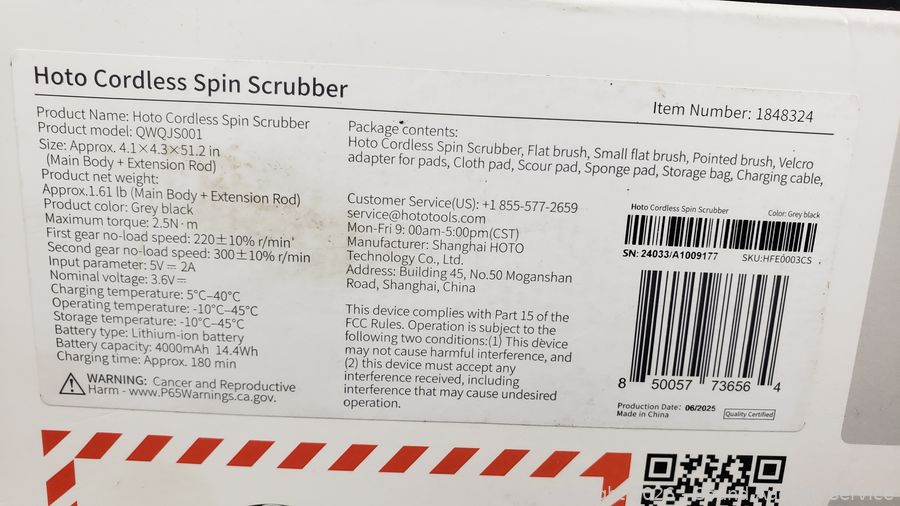 Hoto Cordless Spin Scrubber
Item Number: 1848324
Product Name: Hoto Cordless Spin Scrubber
Product model: QWQJS001
Size: Approx. 4.1×4.3×51.2 in
(Main Body + Extension Rod)
Product net weight:
Approx.1.61 lb (Main Body + Extension Rod)
Product color: Grey black
Maximum torque: 2.5N·m
First gear no-load speed: 220±10% r/min
Second gear no-load speed: 300±10% r/min
Input parameter: 5V⎓2A
Nominal voltage: 3.6V⎓
Charging temperature: 5°C–40°C
Operating temperature: -10°C–45°C
Storage temperature: -10°C–45°C
Battery type: Lithium-ion battery
Battery capacity: 4000mAh 14.4Wh
Charging time: Approx. 180 min
WARNING: Cancer and Reproductive
Harm - www.P65Warnings.ca.gov.
Package contents:
Hoto Cordless Spin Scrubber, Flat brush, Small flat brush, Pointed brush, Velcro
adapter for pads, Cloth pad, Scour pad, Sponge pad, Storage bag, Charging cable,
Customer Service(US): +1 855-577-2659
service@hototools.com
Mon-Fri 9: 00am-5:00pm(CST)
Manufacturer: Shanghai HOTO
Technology Co., Ltd.
Address: Building 45, No.50 Moganshan
Road, Shanghai, China
This device complies with Part 15 of the
FCC Rules. Operation is subject to the
following two conditions:(1) This device
may not cause harmful interference, and
(2) this device must accept any
interference received, including
interference that may cause undesired
operation.
Hoto Cordless Spin Scrubber Color: Grey black
SN: 24033/A1009177 SKU:HFE0003CS
8 50057 73656 4
Production Date: 06/2025
Made in China
Quality Certified